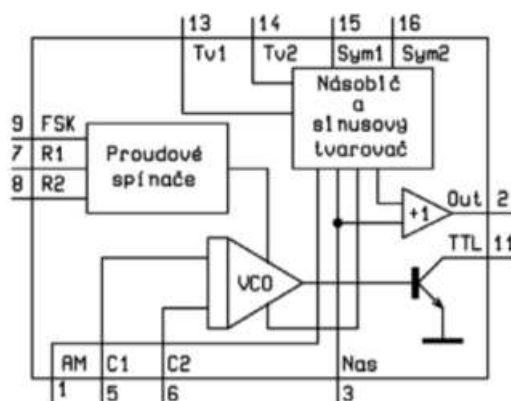 13 14 15 16
Tv1 Tv2 Sym1 Sym2
Násobič
a
sinusový
tvarovač
9 FSK
7 R1
8 R2
Proudové
spínače
+1
Out 2
TTL 11
VCO
AM C1 C2 Nas
1 5 6 3